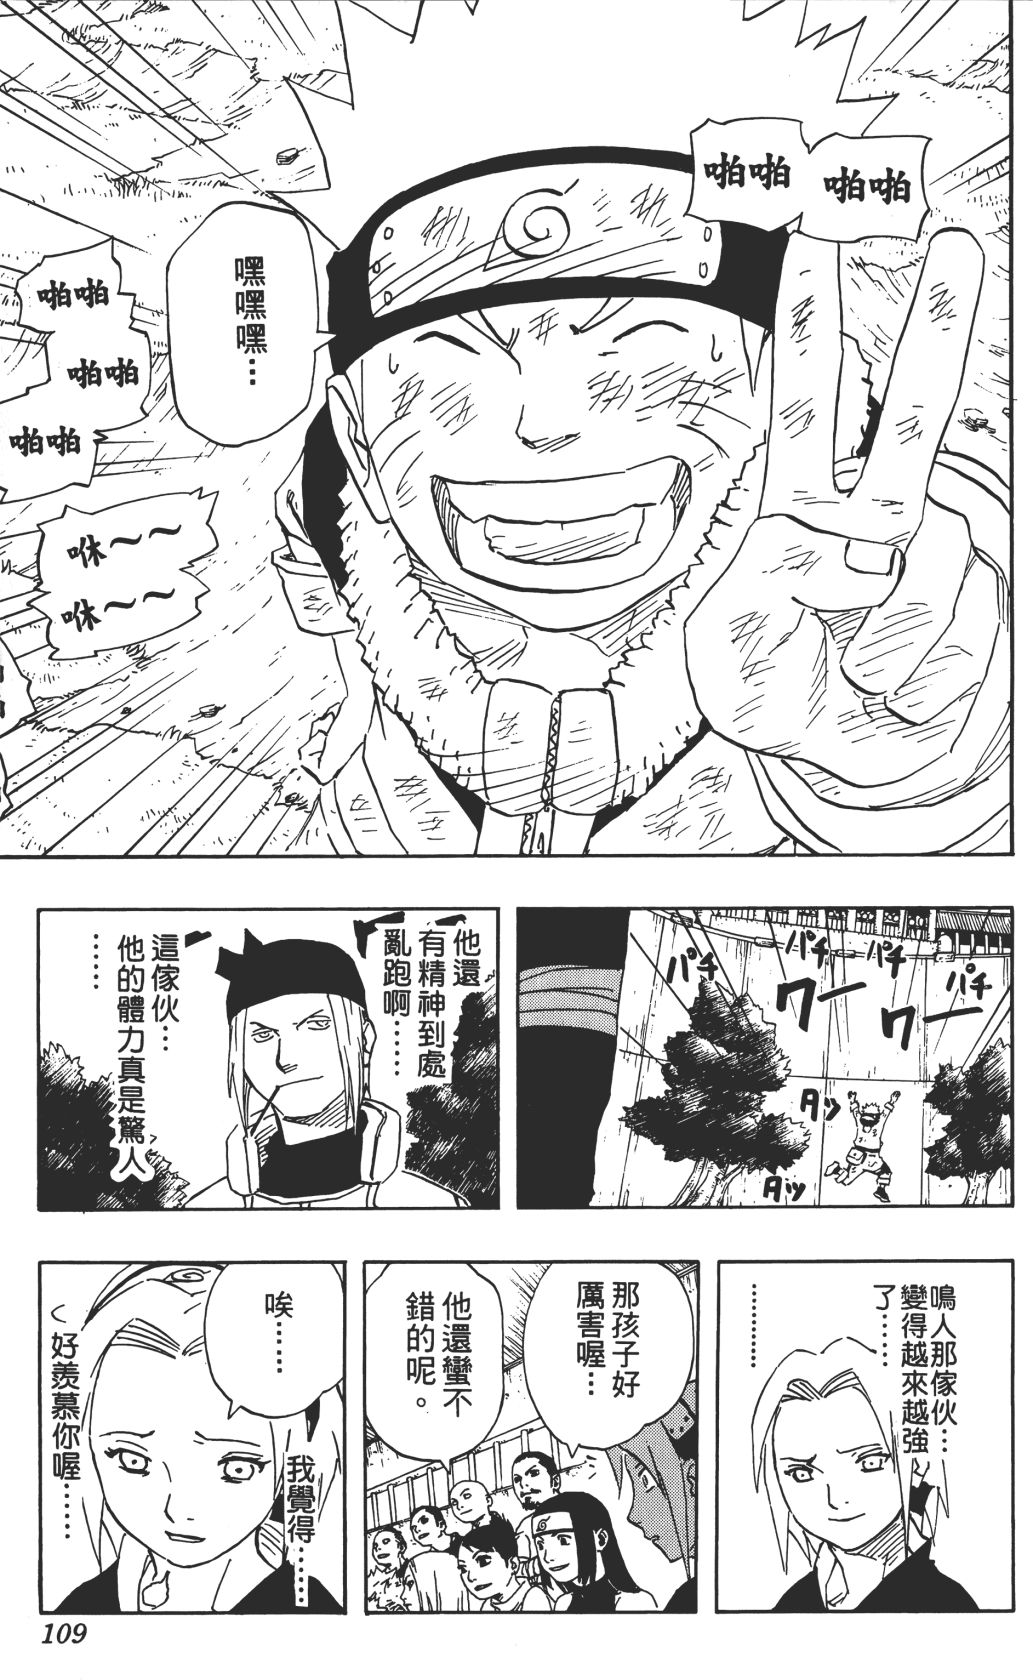 啪啪
啪啪
嘿嘿嘿…
啪啪
啪啪
啪啪
咻～～
咻～～
パチ
パチ
パチ
パチ
ワー
ワー
タッ
タッ
他還
有精神到處
亂跑啊……
這傢伙…
他的體力真是驚人
……
鳴人那傢伙…
變得越來越強
了……
………
那孩子好
厲害喔…
他還蠻不
錯的呢。
唉……
我覺得……
好羨慕你喔……
109